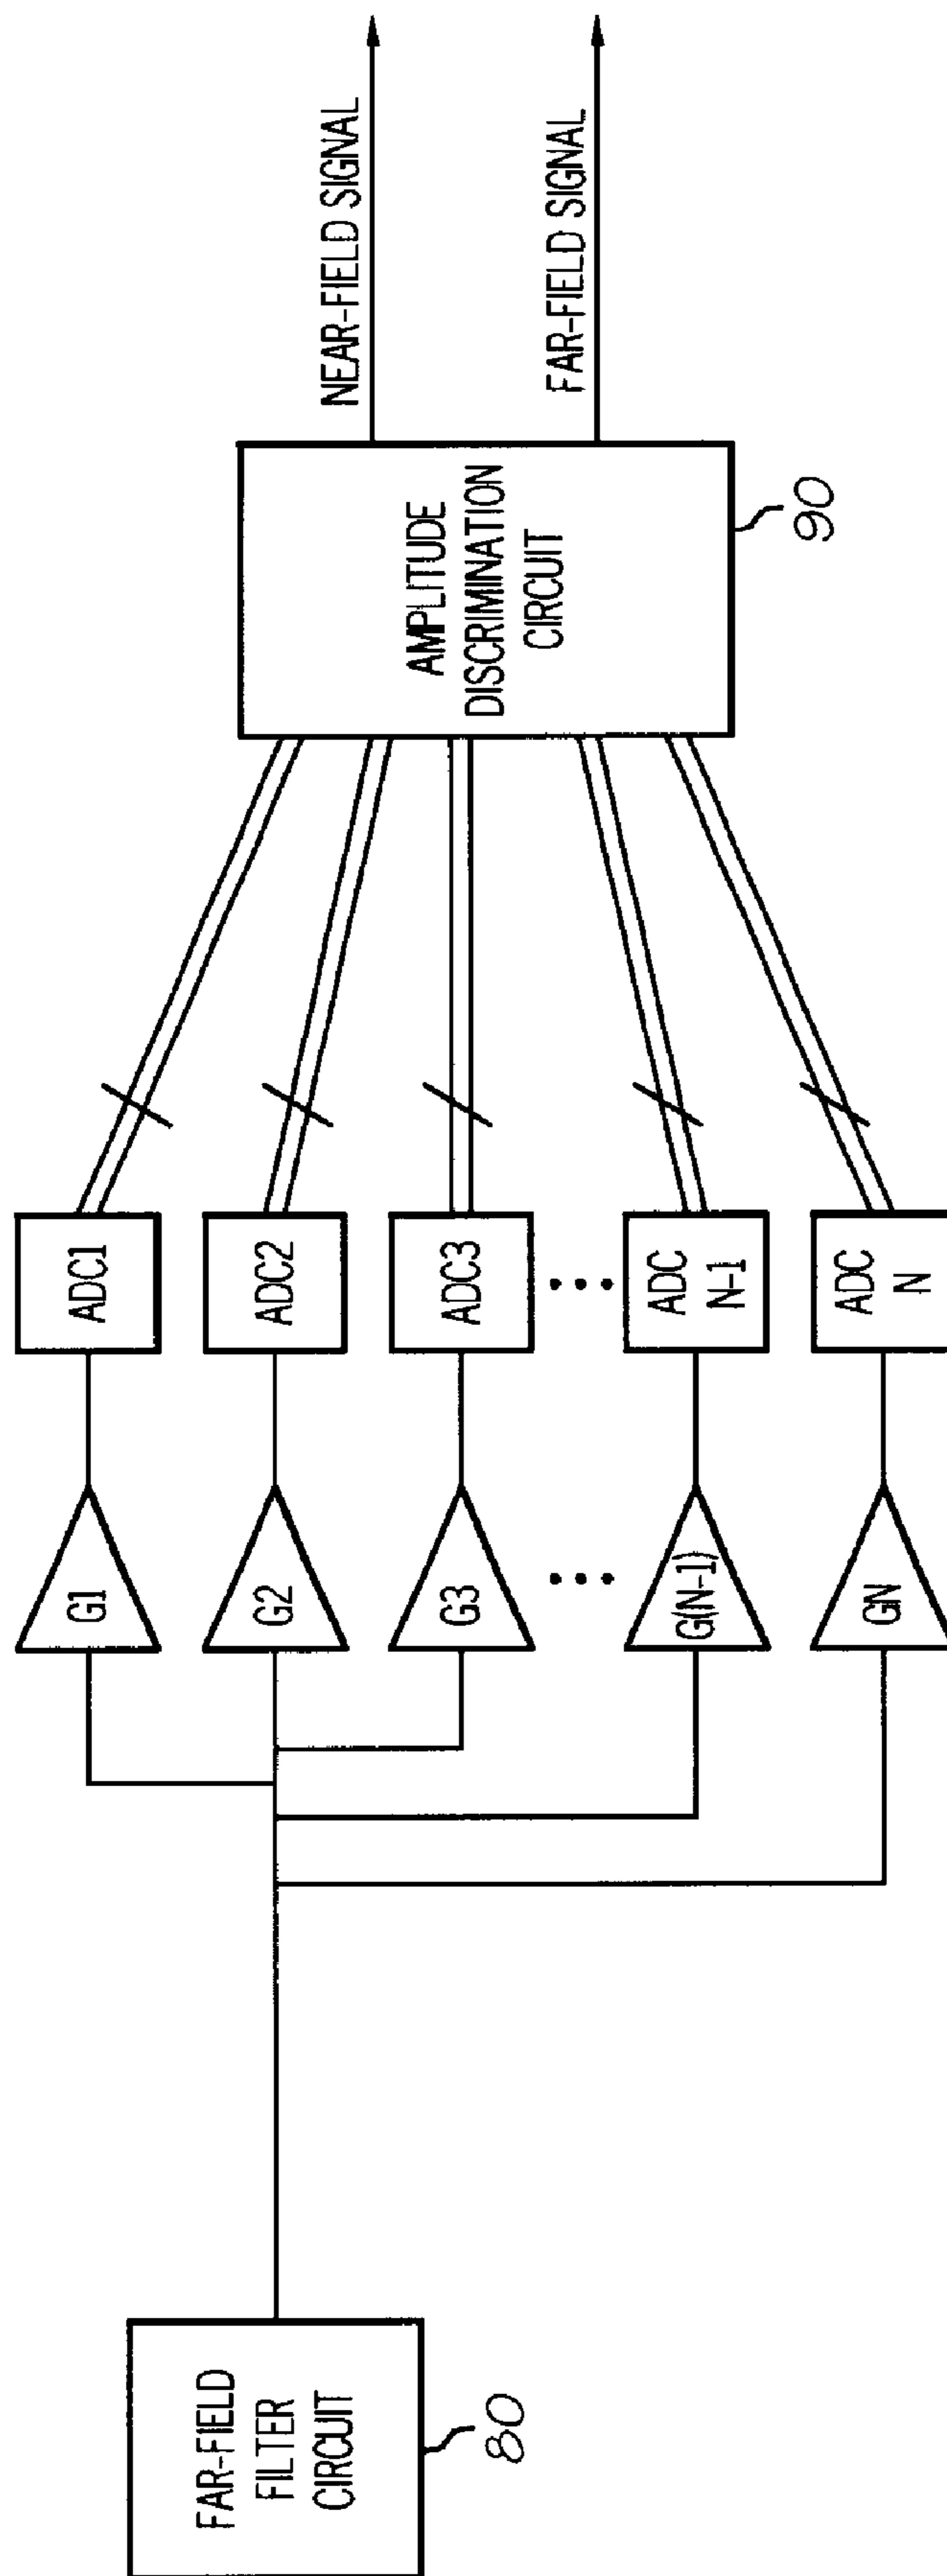 FAR-FIELD
FILTER
CIRCUIT
80
G1
G2
G3
G(N-1)
GN
ADC1
ADC2
ADC3
ADC
N-1
ADC
N
AMPLITUDE
DISCRIMINATION
CIRCUIT
90
NEAR-FIELD SIGNAL
FAR-FIELD SIGNAL